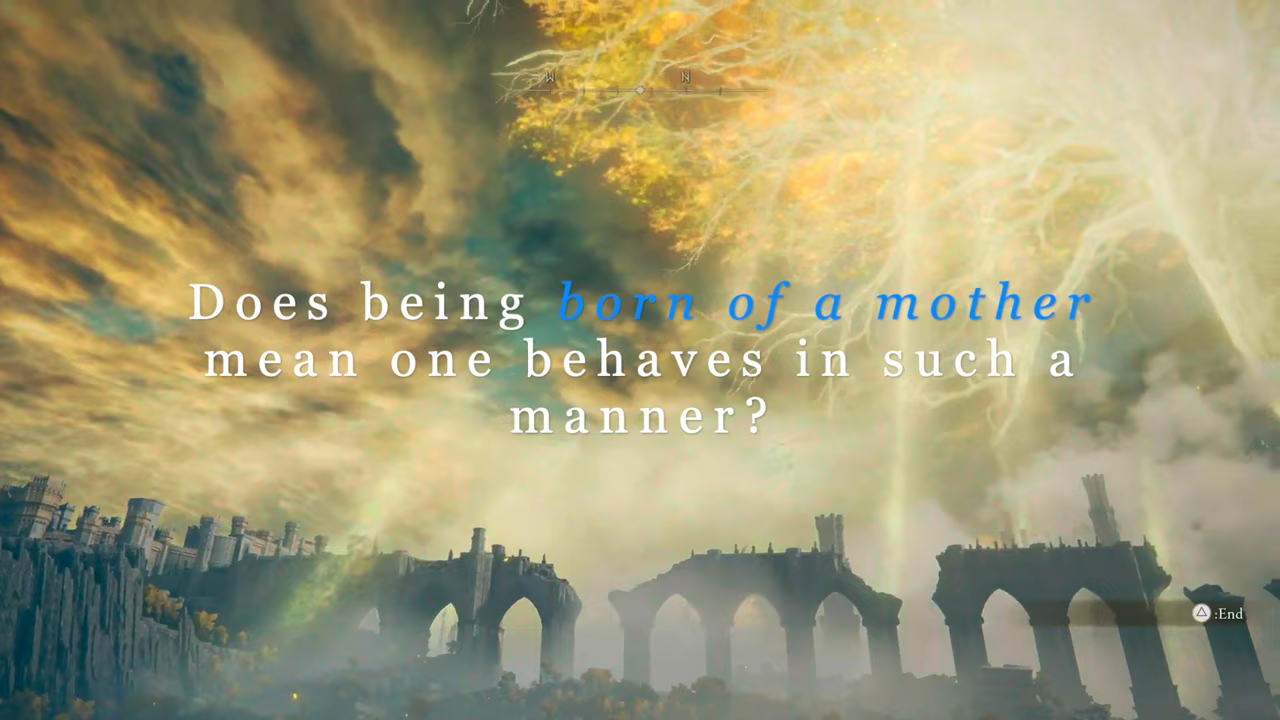 W N
Does being born of a mother
mean one behaves in such a
manner?
:End